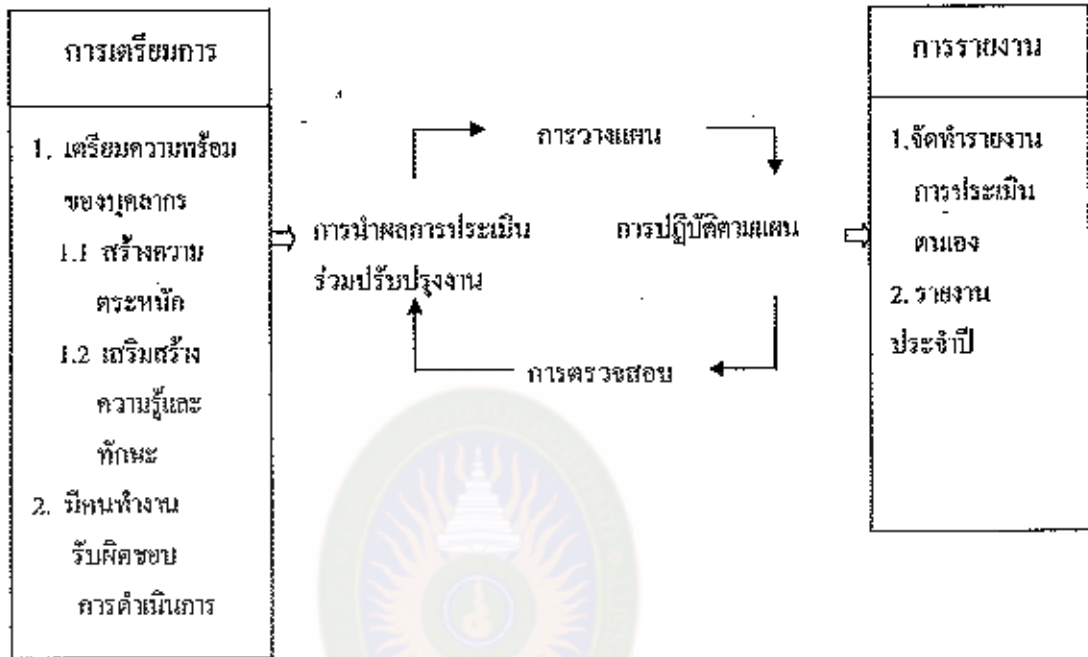 การเตรียมการ
1. เตรียมความพร้อม
ของบุคลากร
1.1 สร้างความ
ตระหนัก
1.2 เสริมสร้าง
ความรู้และ
ทักษะ
2. มีคนทำงาน
รับผิดชอบ
การดำเนินการ
การวางแผน
การนำผลการประเมิน
ร่วมปรับปรุงงาน
การปฏิบัติตามแผน
การตรวจสอบ
การรายงาน
1.จัดทำรายงาน
การประเมิน
ตนเอง
2. รายงาน
ประจำปี